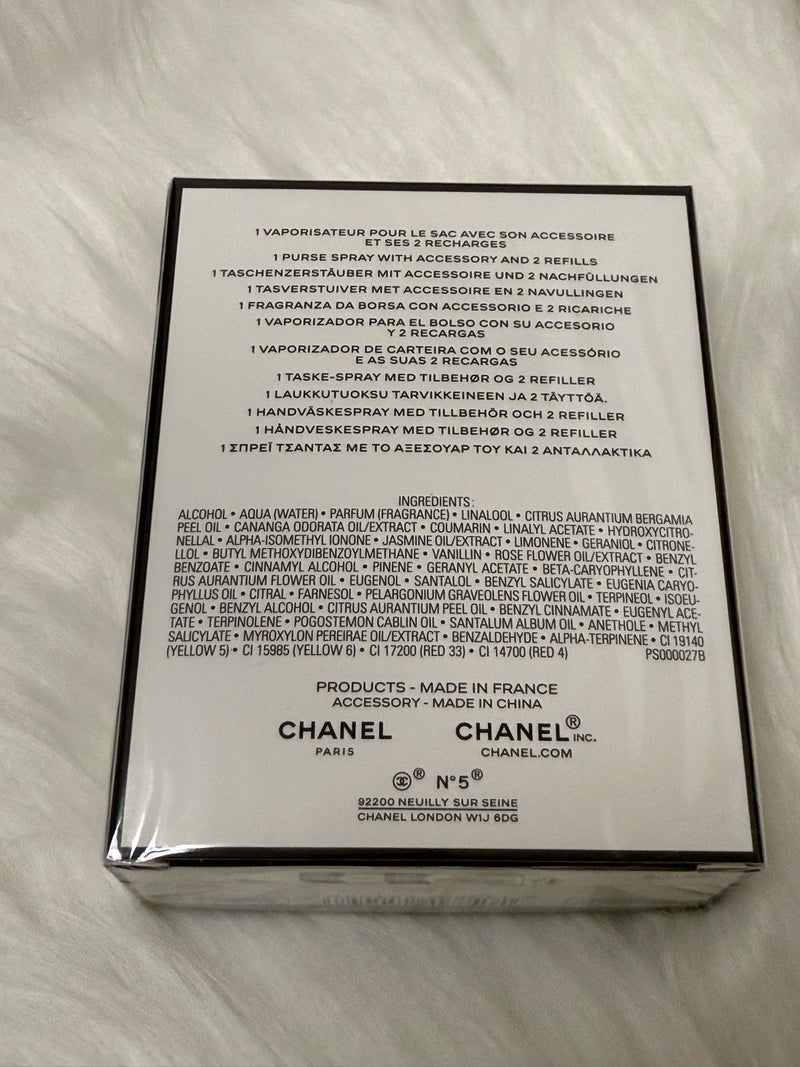 1 VAPORISATEUR POUR LE SAC AVEC SON ACCESSOIRE
ET SES 2 RECHARGES
1 PURSE SPRAY WITH ACCESSORY AND 2 REFILLS
1 TASCHENZERSTÄUBER MIT ACCESSOIRE UND 2 NACHFÜLLUNGEN
1 TASVERSTUIVER MET ACCESSOIRE EN 2 NAVULLINGEN
1 FRAGRANZA DA BORSA CON ACCESSORIO E 2 RICARICHE
1 VAPORIZADOR PARA EL BOLSO CON SU ACCESORIO
Y 2 RECARGAS
1 VAPORIZADOR DE CARTEIRA COM O SEU ACESSÓRIO
E AS SUAS 2 RECARGAS
1 TASKE-SPRAY MED TILBEHØR OG 2 REFILLER
1 LAUKKUTUOKSU TARVIKKEINEEN JA 2 TÄYTTÖÄ.
1 HANDVÄSKESPRAY MED TILLBEHÖR OCH 2 REFILLER
1 HÅNDVESKESPRAY MED TILBEHØR OG 2 REFILLER
1 ΣΠΡΕΪ ΤΣΑΝΤΑΣ ΜΕ ΤΟ ΑΞΕΣΟΥΑΡ ΤΟΥ ΚΑΙ 2 ΑΝΤΑΛΛΑΚΤΙΚΑ
INGREDIENTS:
ALCOHOL • AQUA (WATER) • PARFUM (FRAGRANCE) • LINALOOL • CITRUS AURANTIUM BERGAMIA
PEEL OIL • CANANGA ODORATA OIL/EXTRACT • COUMARIN • LINALYL ACETATE • HYDROXYCITRO-
NELLAL • ALPHA-ISOMETHYL IONONE • JASMINE OIL/EXTRACT • LIMONENE • GERANIOL • CITRONE-
LLOL • BUTYL METHOXYDIBENZOYLMETHANE • VANILLIN • ROSE FLOWER OIL/EXTRACT • BENZYL
BENZOATE • CINNAMYL ALCOHOL • PINENE • GERANYL ACETATE • BETA-CARYOPHYLLENE • CIT-
RUS AURANTIUM FLOWER OIL • EUGENOL • SANTALOL • BENZYL SALICYLATE • EUGENIA CARYO-
PHYLLUS OIL • CITRAL • FARNESOL • PELARGONIUM GRAVEOLENS FLOWER OIL • TERPINEOL • ISOEU-
GENOL • BENZYL ALCOHOL • CITRUS AURANTIUM PEEL OIL • BENZYL CINNAMATE • EUGENYL ACE-
TATE • TERPINOLENE • POGOSTEMON CABLIN OIL • SANTALUM ALBUM OIL • ANETHOLE • METHYL
SALICYLATE • MYROXYLON PEREIRAE OIL/EXTRACT • BENZALDEHYDE • ALPHA-TERPINENE • CI 19140
(YELLOW 5) • CI 15985 (YELLOW 6) • CI 17200 (RED 33) • CI 14700 (RED 4) PS000027B
PRODUCTS - MADE IN FRANCE
ACCESSORY - MADE IN CHINA
CHANEL CHANEL® INC.
PARIS CHANEL.COM
® N°5®
92200 NEUILLY SUR SEINE
CHANEL LONDON W1J 6DG